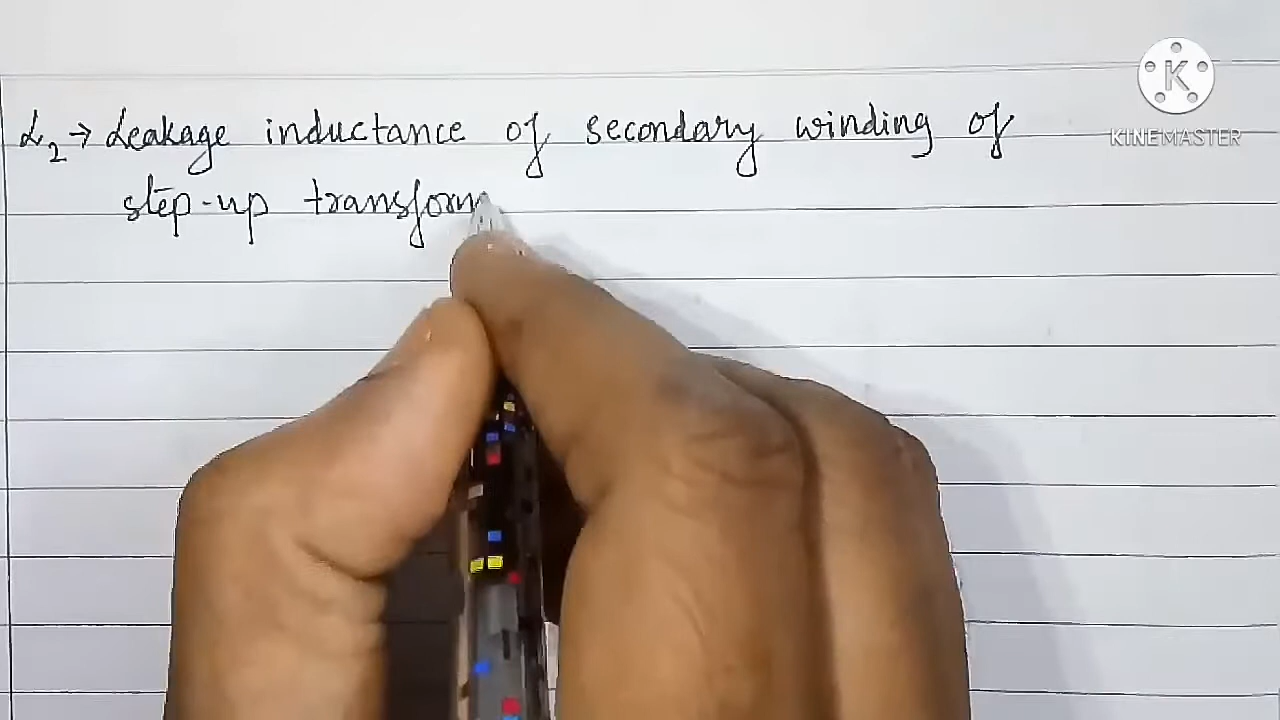 L2 → Leakage inductance of secondary winding of
step-up transform
KINEMASTER